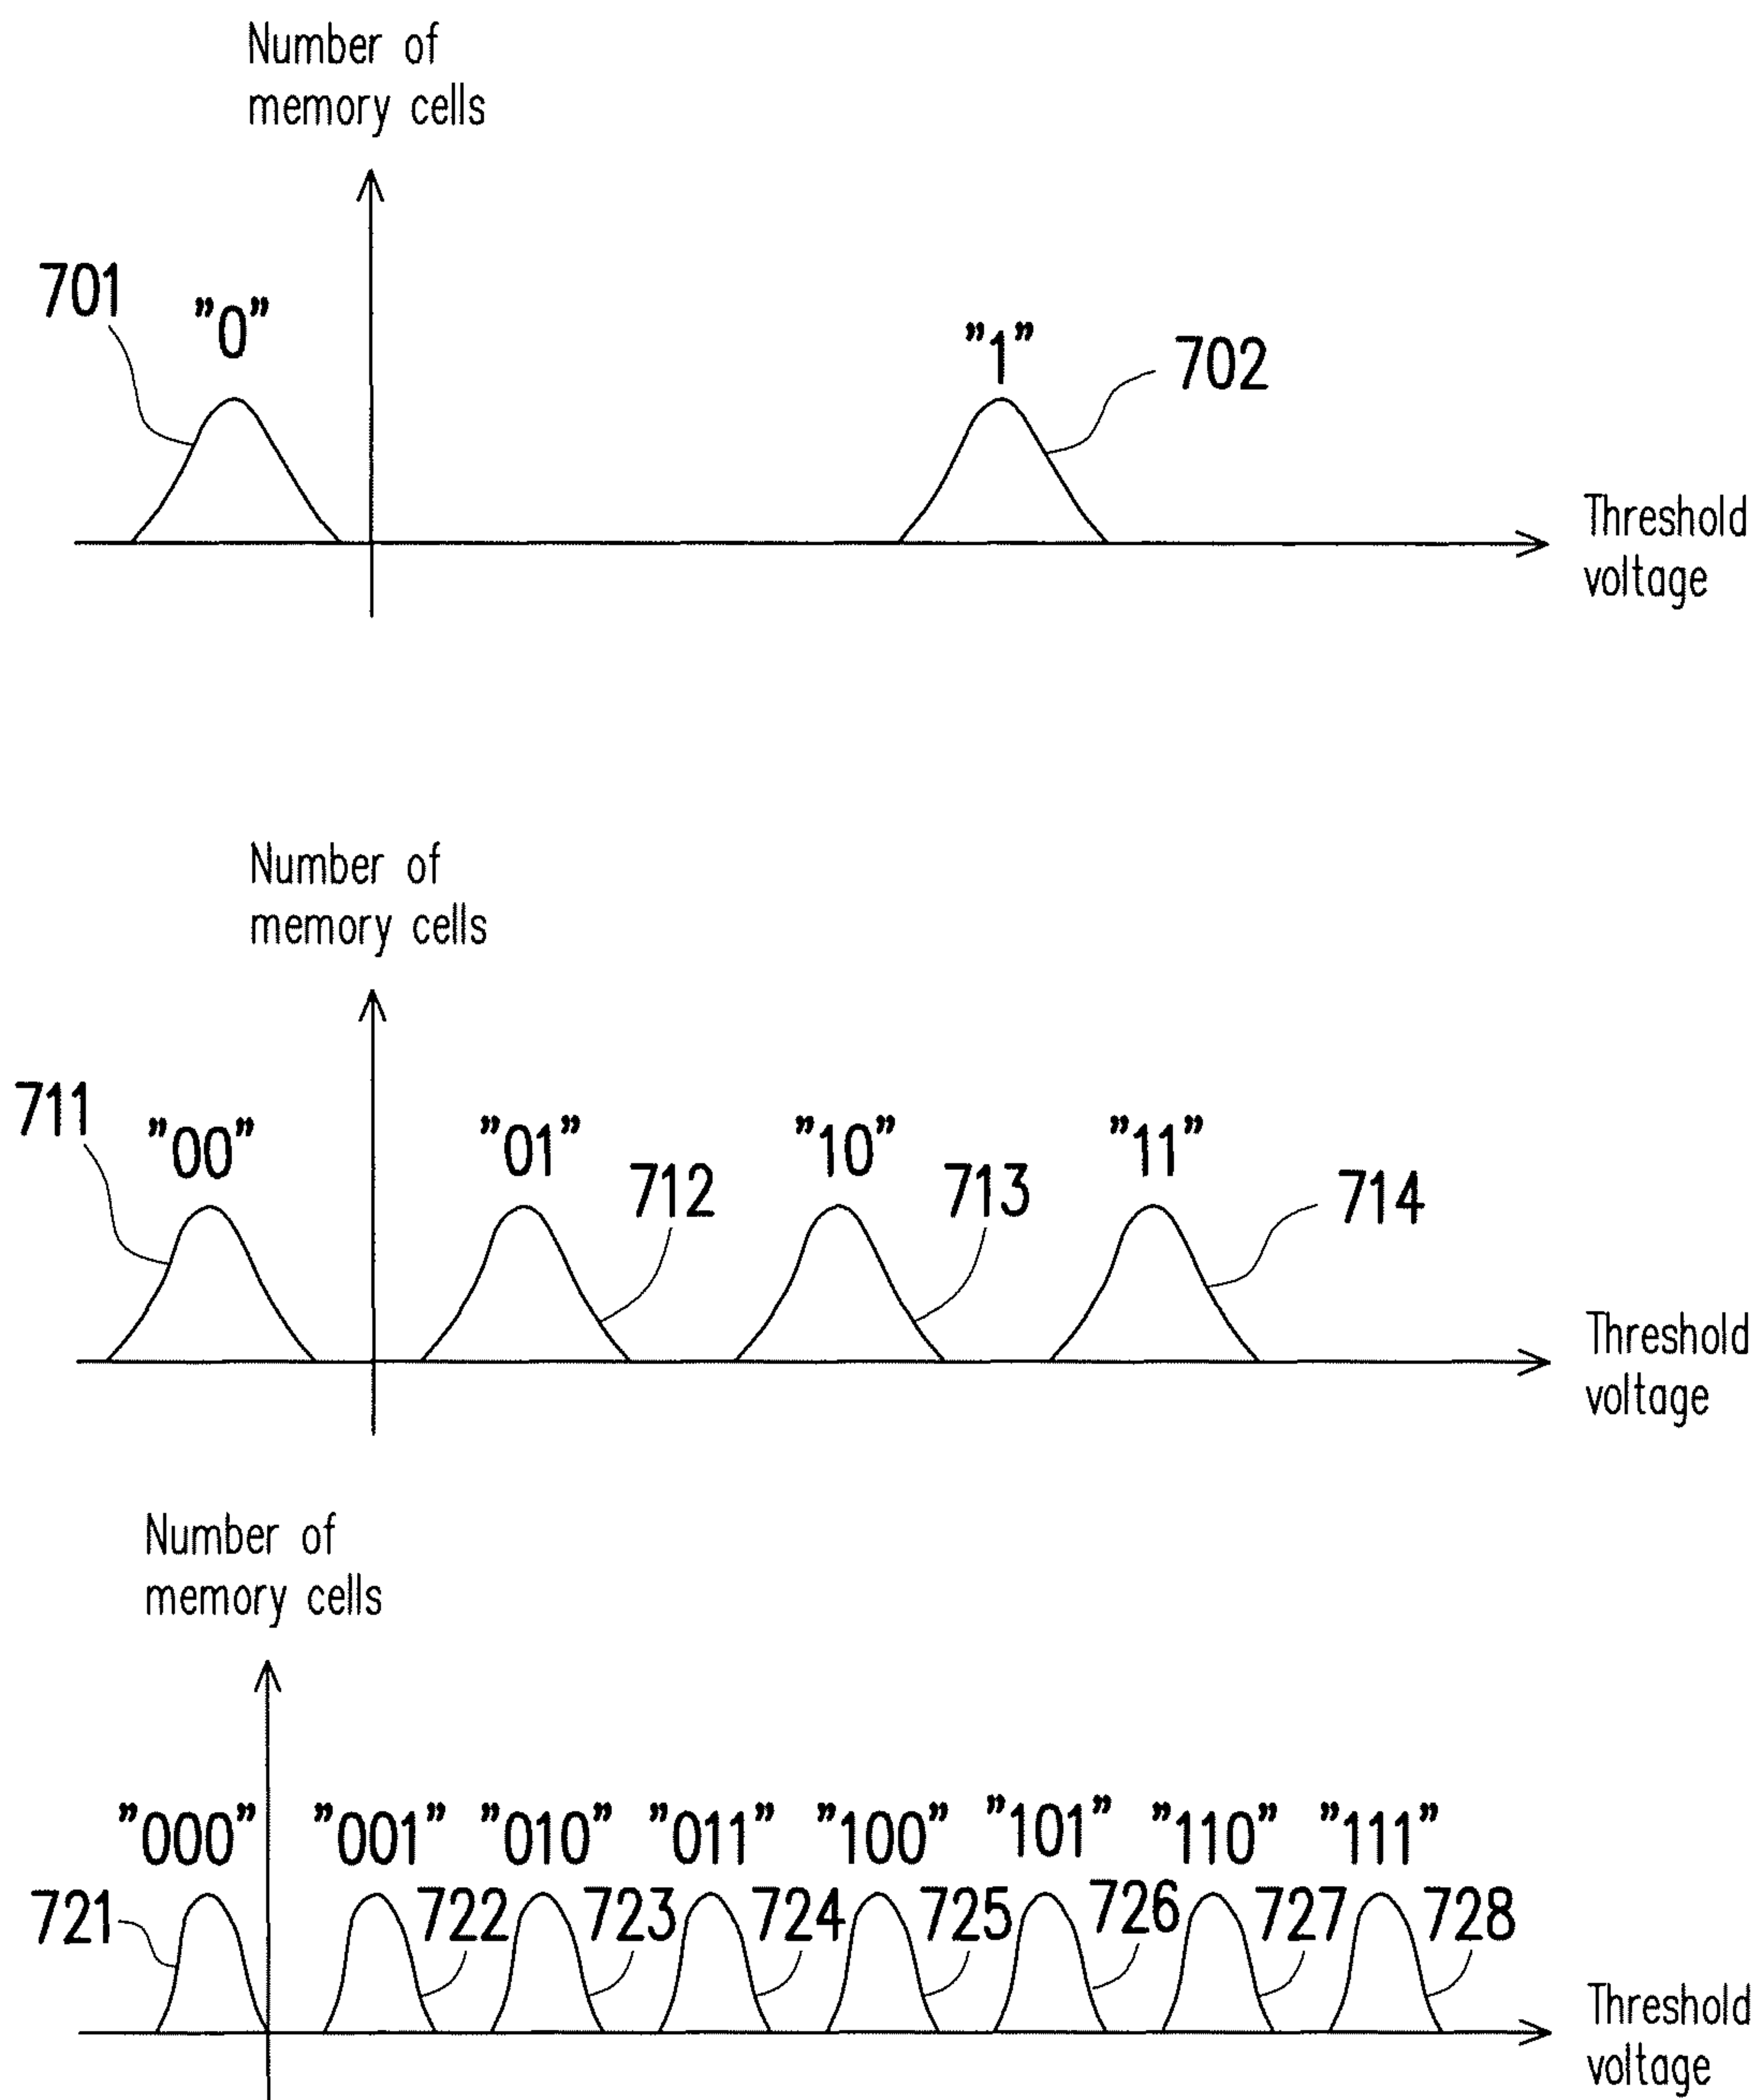 Number of
memory cells
701
”0”
”1”
702
Threshold
voltage
Number of
memory cells
711
”00”
”01”
712
”10”
713
”11”
714
Threshold
voltage
Number of
memory cells
”000” ”001” ”010” ”011” ”100” ”101” ”110” ”111”
721 722 723 724 725 726 727 728
Threshold
voltage